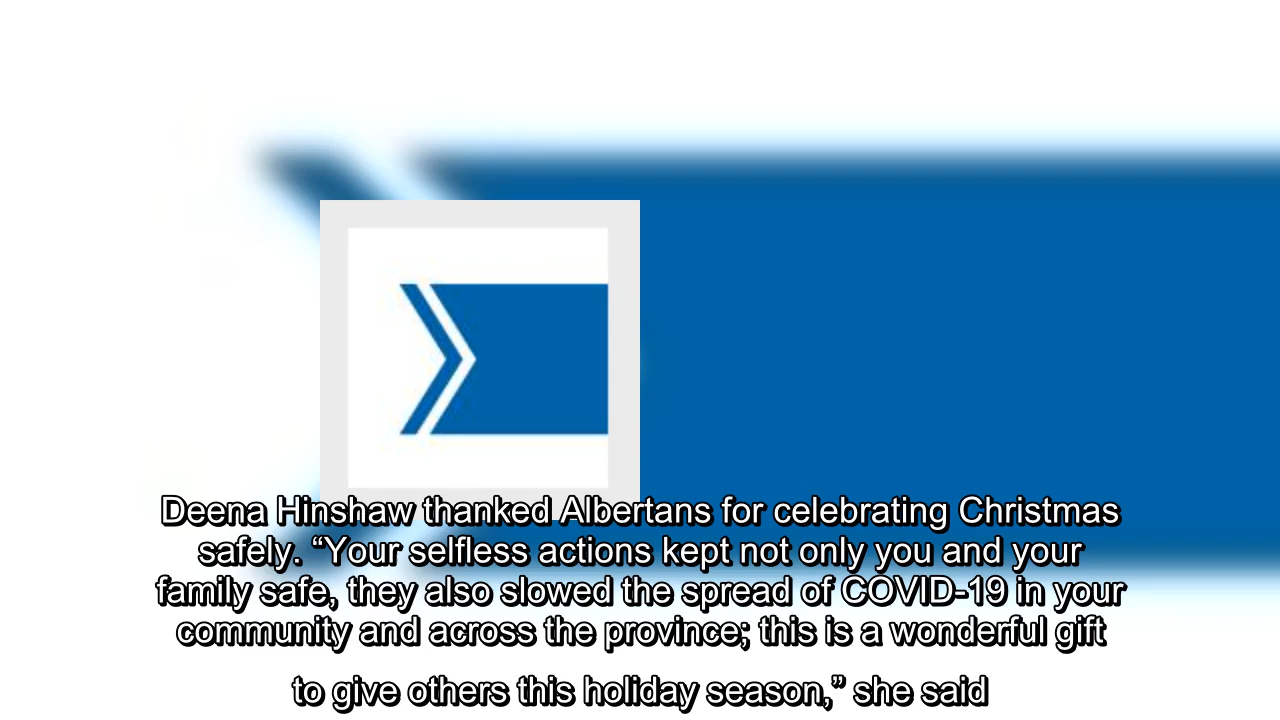 Deena Hinshaw thanked Albertans for celebrating Christmas
safely. “Your selfless actions kept not only you and your
family safe, they also slowed the spread of COVID-19 in your
community and across the province; this is a wonderful gift
to give others this holiday season,” she said